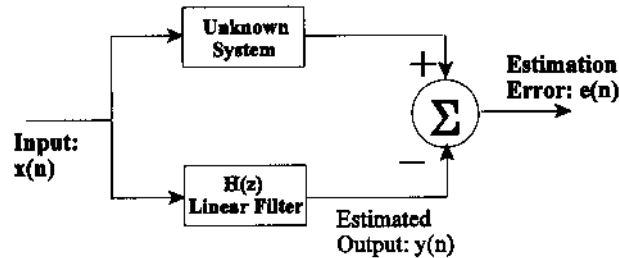 Unknown
System
+
Σ
Estimation
Error: e(n)
Input:
x(n)
−
H(z)
Linear Filter
Estimated
Output: y(n)